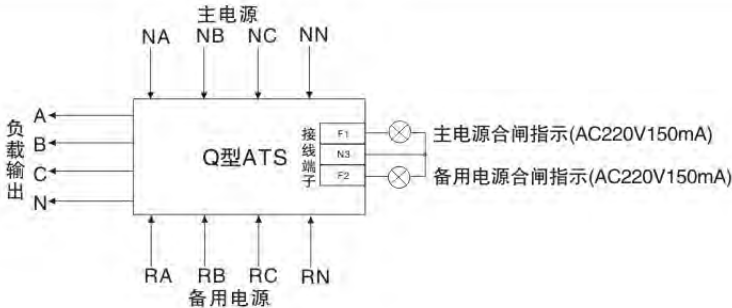 主电源
NA NB NC NN
负载输出
A
B
C
N
Q型ATS
接线端子
F1
N3
F2
主电源合闸指示(AC220V150mA)
备用电源合闸指示(AC220V150mA)
RA RB RC RN
备用电源